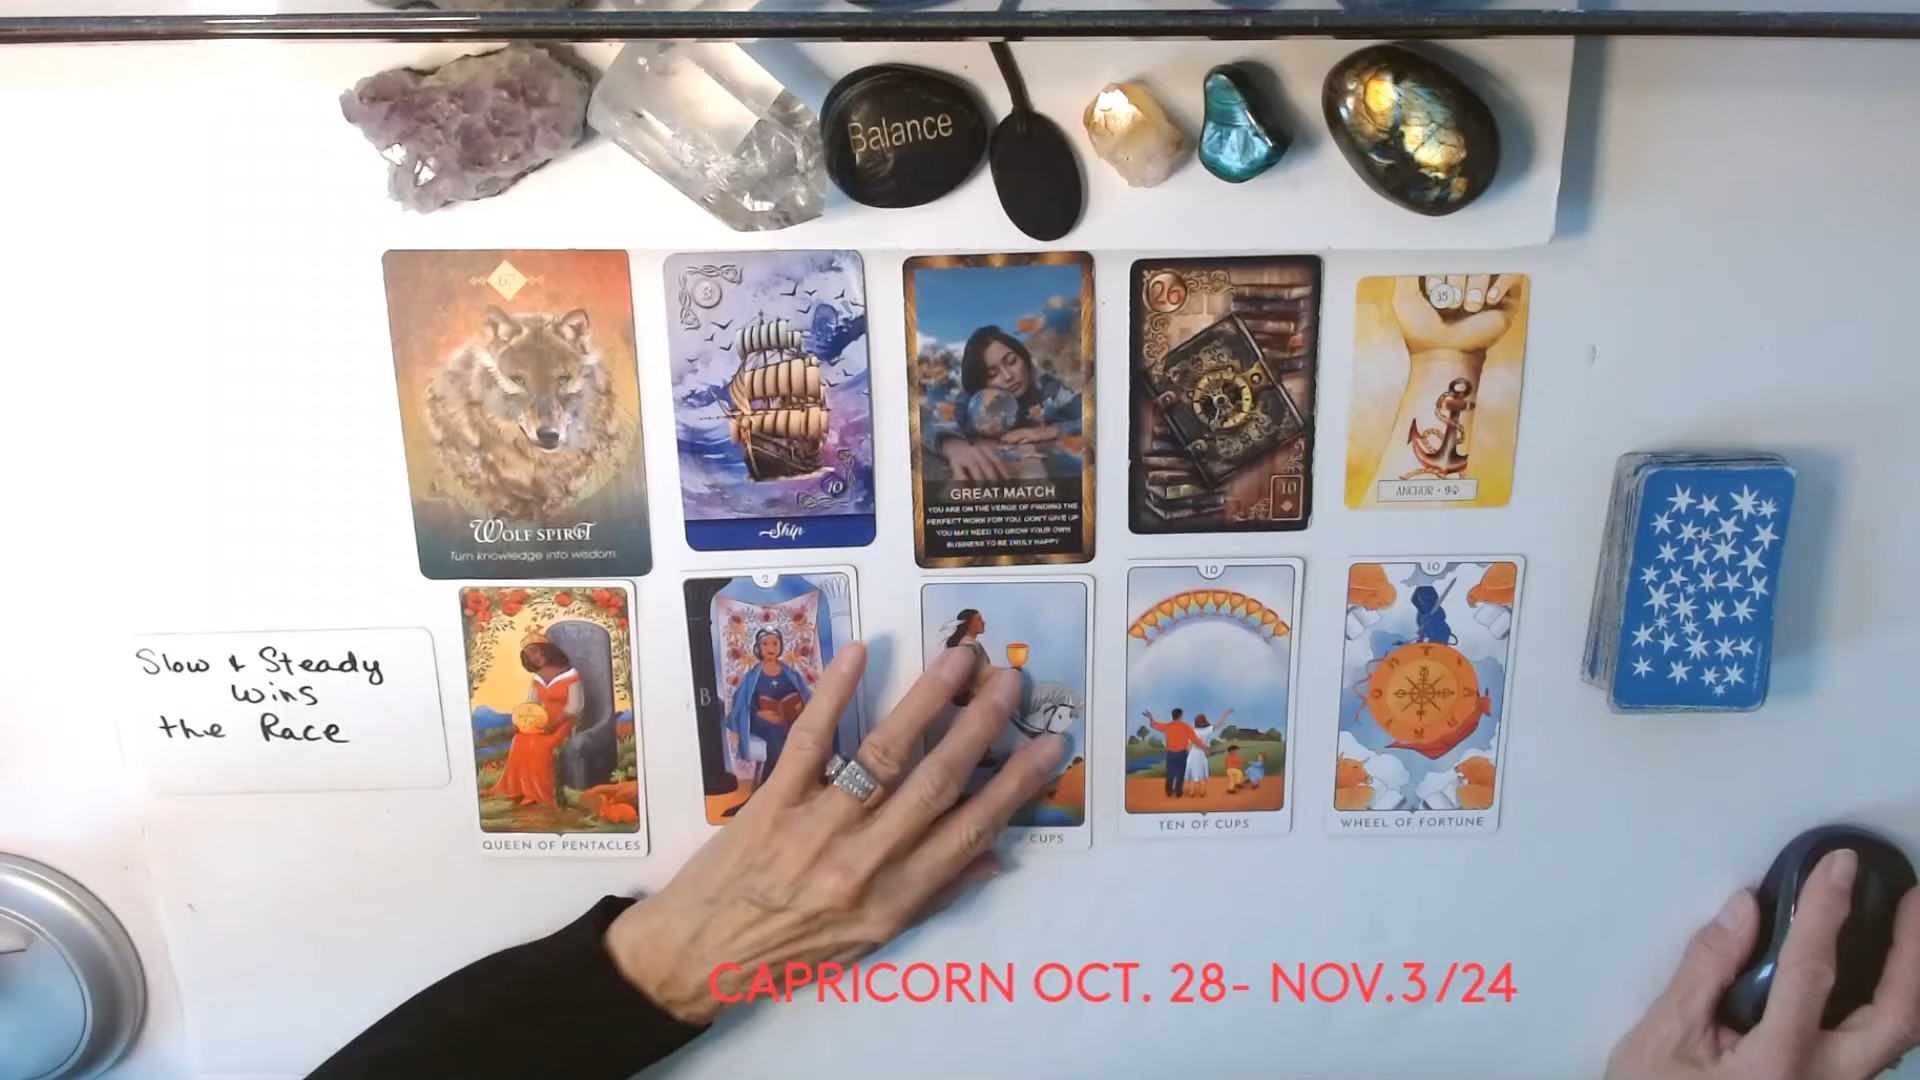 Balance
67
WOLF SPIRIT
Turn knowledge into wisdom.
3
10
Ship
GREAT MATCH
YOU ARE ON THE VERGE OF FINDING THE
PERFECT WORK FOR YOU. DON'T GIVE UP
YOU MAY NEED TO GROW YOUR OWN
BUSINESS TO BE TRULY HAPPY
26
10
35
ANCHOR • 9♤
Slow & Steady
Wins
the Race
QUEEN OF PENTACLES
2
B
OF CUPS
10
TEN OF CUPS
10
WHEEL OF FORTUNE
CAPRICORN OCT. 28- NOV.3/24